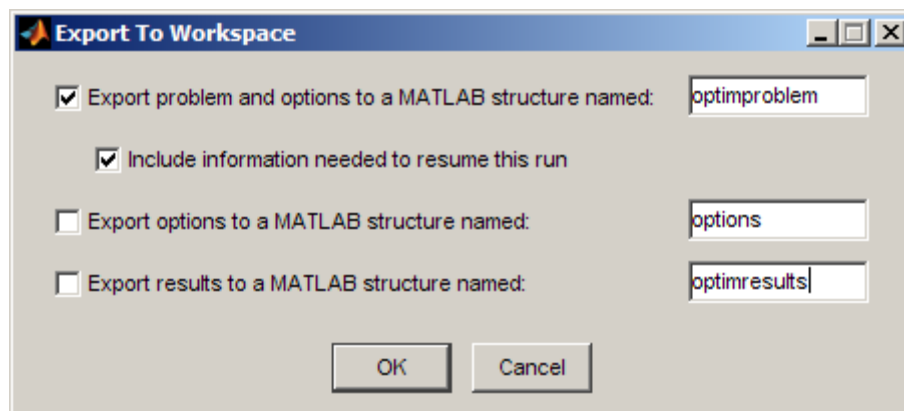 Export To Workspace
Export problem and options to a MATLAB structure named: optimproblem
Include information needed to resume this run
Export options to a MATLAB structure named: options
Export results to a MATLAB structure named: optimresults
OK Cancel